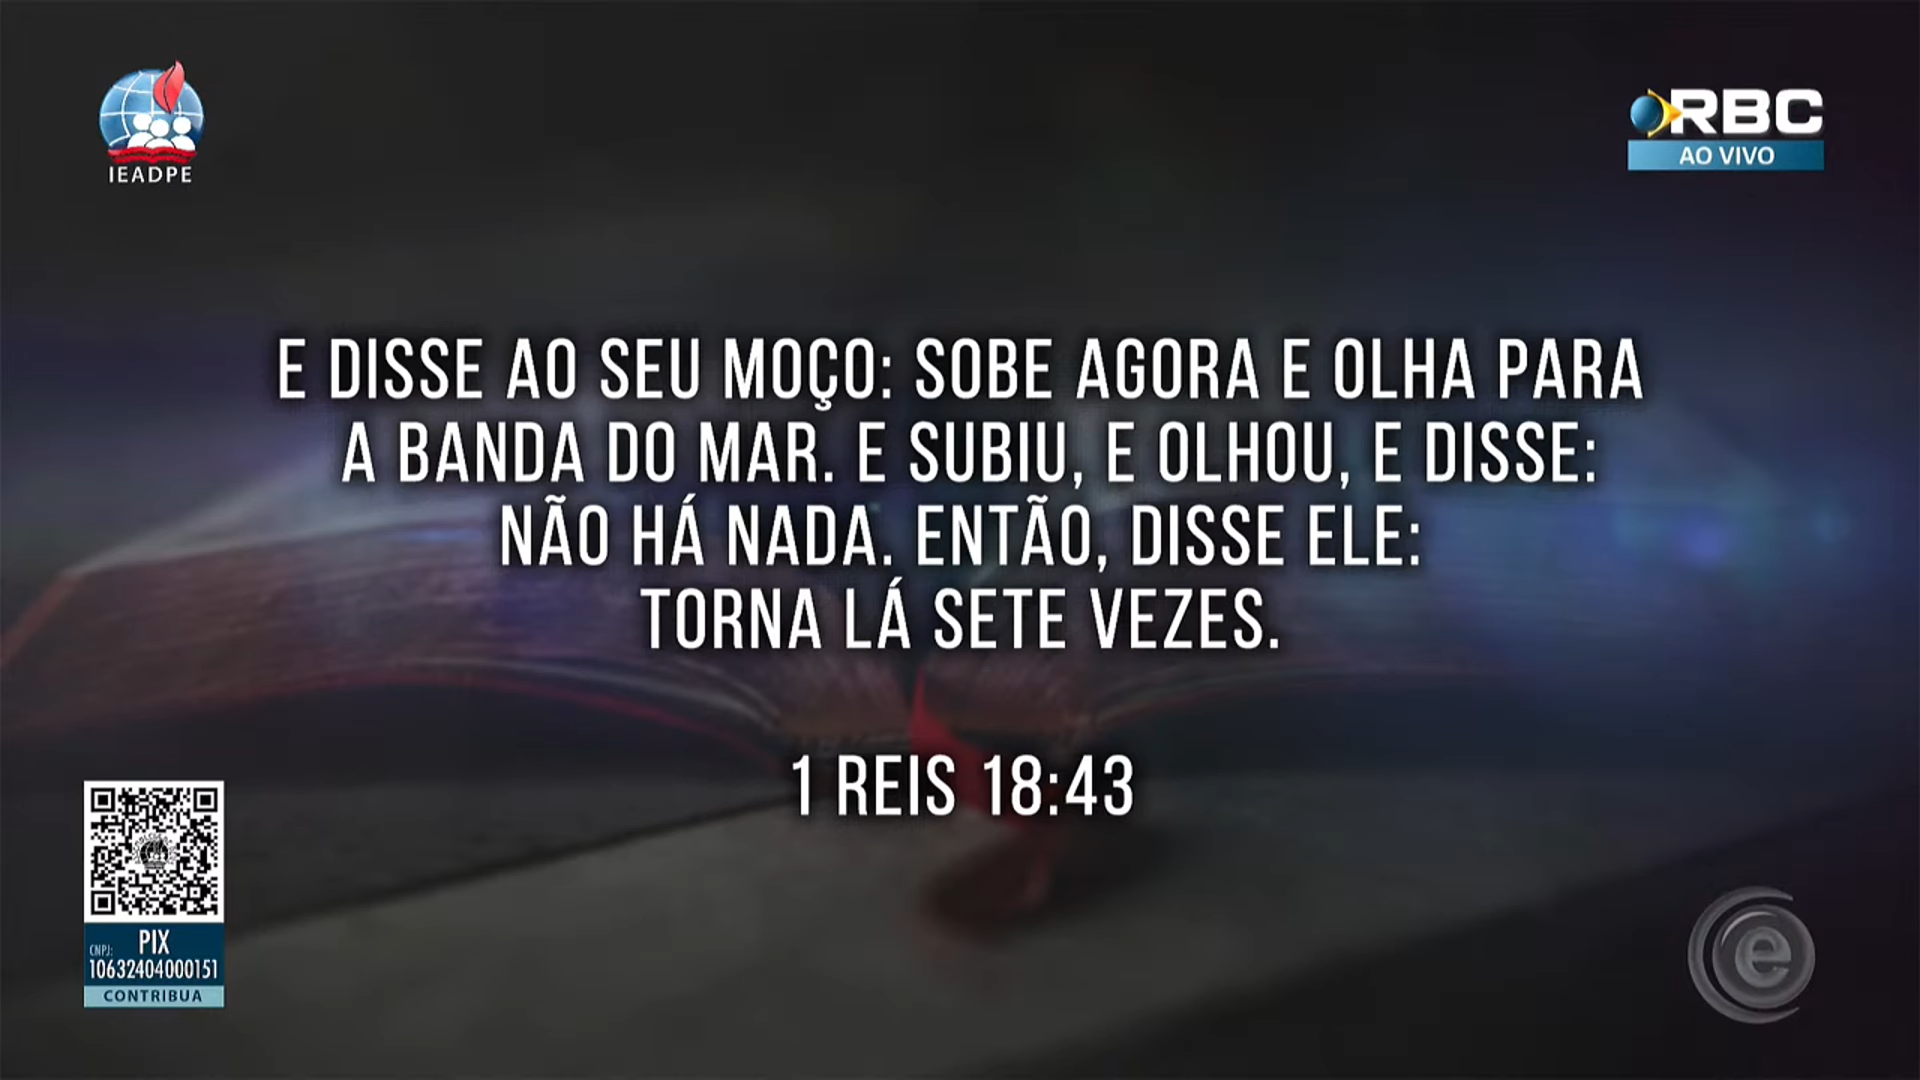 IEADPE
RBC
AO VIVO
E DISSE AO SEU MOÇO: SOBE AGORA E OLHA PARA
A BANDA DO MAR. E SUBIU, E OLHOU, E DISSE:
NÃO HÁ NADA. ENTÃO, DISSE ELE:
TORNA LÁ SETE VEZES.
1 REIS 18:43
PIX
CNPJ:
10632404000151
CONTRIBUA
e